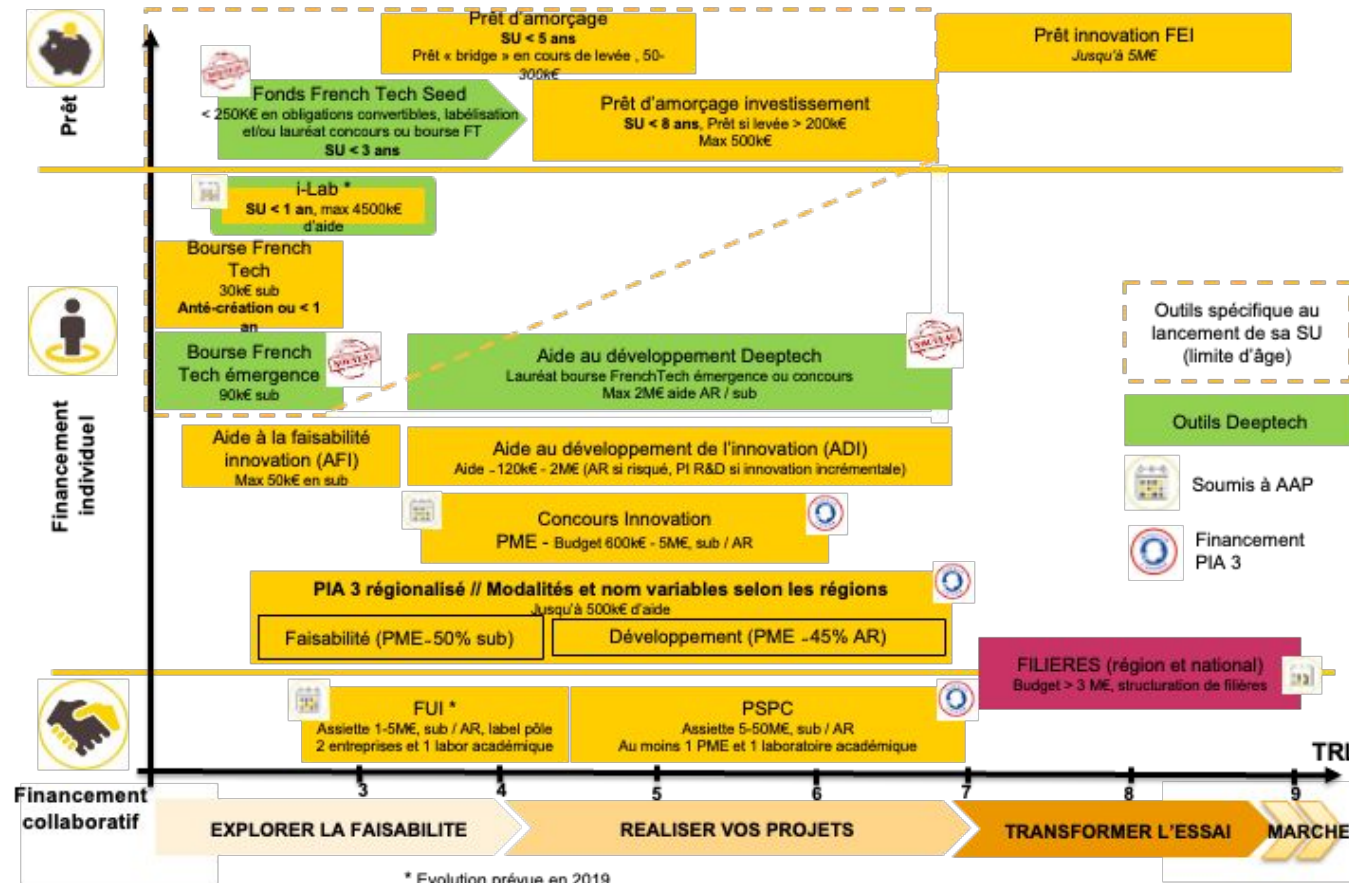 Prêt
Prêt d'amorçage
SU < 5 ans
Prêt « bridge » en cours de levée , 50-
300k€
Prêt innovation FEI
Jusqu'à 5M€
NOUVEAU
Fonds French Tech Seed
< 250K€ en obligations convertibles, labélisation
et/ou lauréat concours ou bourse FT
SU < 3 ans
Prêt d'amorçage investissement
SU < 8 ans, Prêt si levée > 200k€
Max 500k€
i-Lab *
SU < 1 an, max 4500k€
d'aide
Financement
individuel
Bourse French
Tech
30k€ sub
Anté-création ou < 1
an
Bourse French
Tech émergence
90k€ sub
NOUVEAU
Aide au développement Deeptech
Lauréat bourse FrenchTech émergence ou concours
Max 2M€ aide AR / sub
NOUVEAU
Aide à la faisabilité
innovation (AFI)
Max 50k€ en sub
Aide au développement de l'innovation (ADI)
Aide ~120k€ - 2M€ (AR si risqué, PI R&D si innovation incrémentale)
Concours Innovation
PME - Budget 600k€ - 5M€, sub / AR
PIA 3 régionalisé // Modalités et nom variables selon les régions
Jusqu'à 500k€ d'aide
Faisabilité (PME~50% sub)
Développement (PME ~45% AR)
Outils spécifique au
lancement de sa SU
(limite d'âge)
Outils Deeptech
Soumis à AAP
Financement
PIA 3
FILIERES (région et national)
Budget > 3 M€, structuration de filières
FUI *
Assiette 1-5M€, sub / AR, label pôle
2 entreprises et 1 labor académique
PSPC
Assiette 5-50M€, sub / AR
Au moins 1 PME et 1 laboratoire académique
3 4 5 6 7 8 9
Financement
collaboratif
EXPLORER LA FAISABILITE
REALISER VOS PROJETS
TRANSFORMER L'ESSAI
MARCHE
* Evolution prévue en 2019